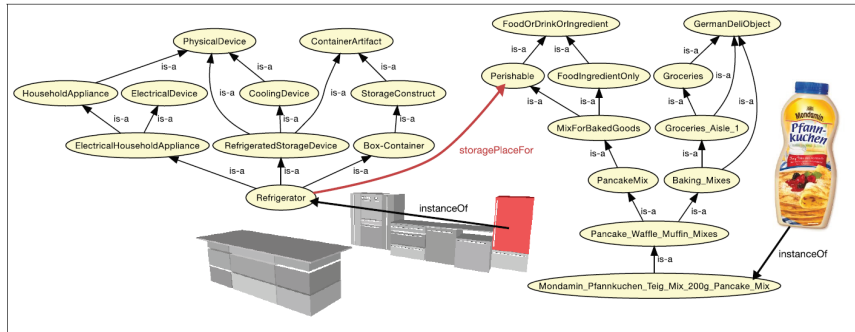 PhysicalDevice
ContainerArtifact
FoodOrDrinkOrIngredient
GermanDeliObject
is-a
is-a
is-a
is-a
is-a
is-a
is-a
is-a
HouseholdAppliance
ElectricalDevice
CoolingDevice
StorageConstruct
Perishable
FoodIngredientOnly
Groceries
is-a
is-a
is-a
is-a
is-a
is-a
is-a
is-a
is-a
is-a
Mondamin
Pfann-
kuchen
ElectricalHouseholdAppliance
RefrigeratedStorageDevice
Box-Container
MixForBakedGoods
Groceries_Aisle_1
storagePlaceFor
is-a
is-a
is-a
is-a
is-a
PancakeMix
Baking_Mixes
Refrigerator
instanceOf
is-a
is-a
Pancake_Waffle_Muffin_Mixes
instanceOf
is-a
Mondamin_Pfannkuchen_Teig_Mix_200g_Pancake_Mix